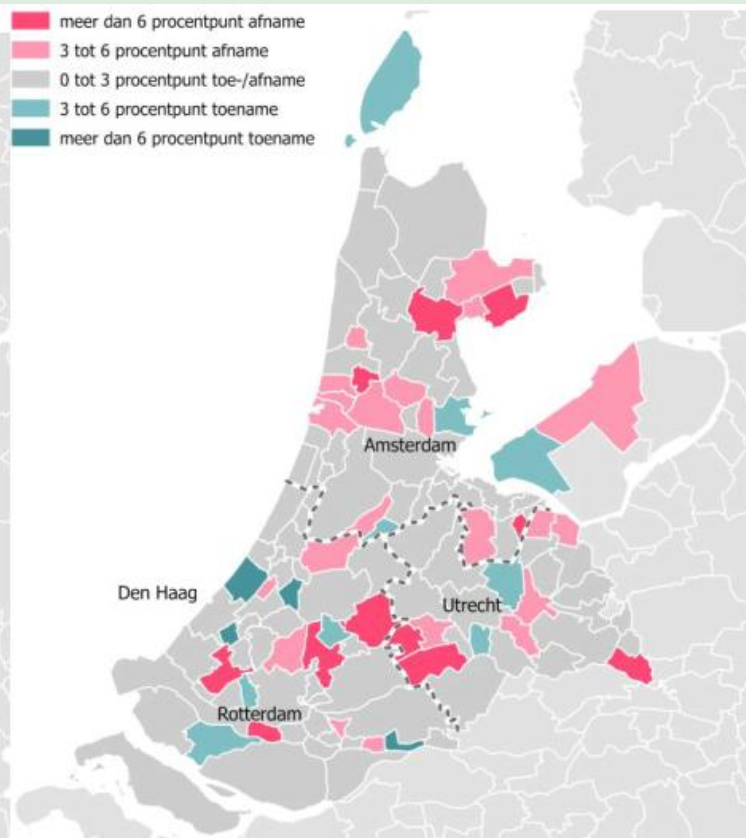 meer dan 6 procentpunt afname
3 tot 6 procentpunt afname
0 tot 3 procentpunt toe-/afname
3 tot 6 procentpunt toename
meer dan 6 procentpunt toename
Amsterdam
Den Haag
Utrecht
Rotterdam